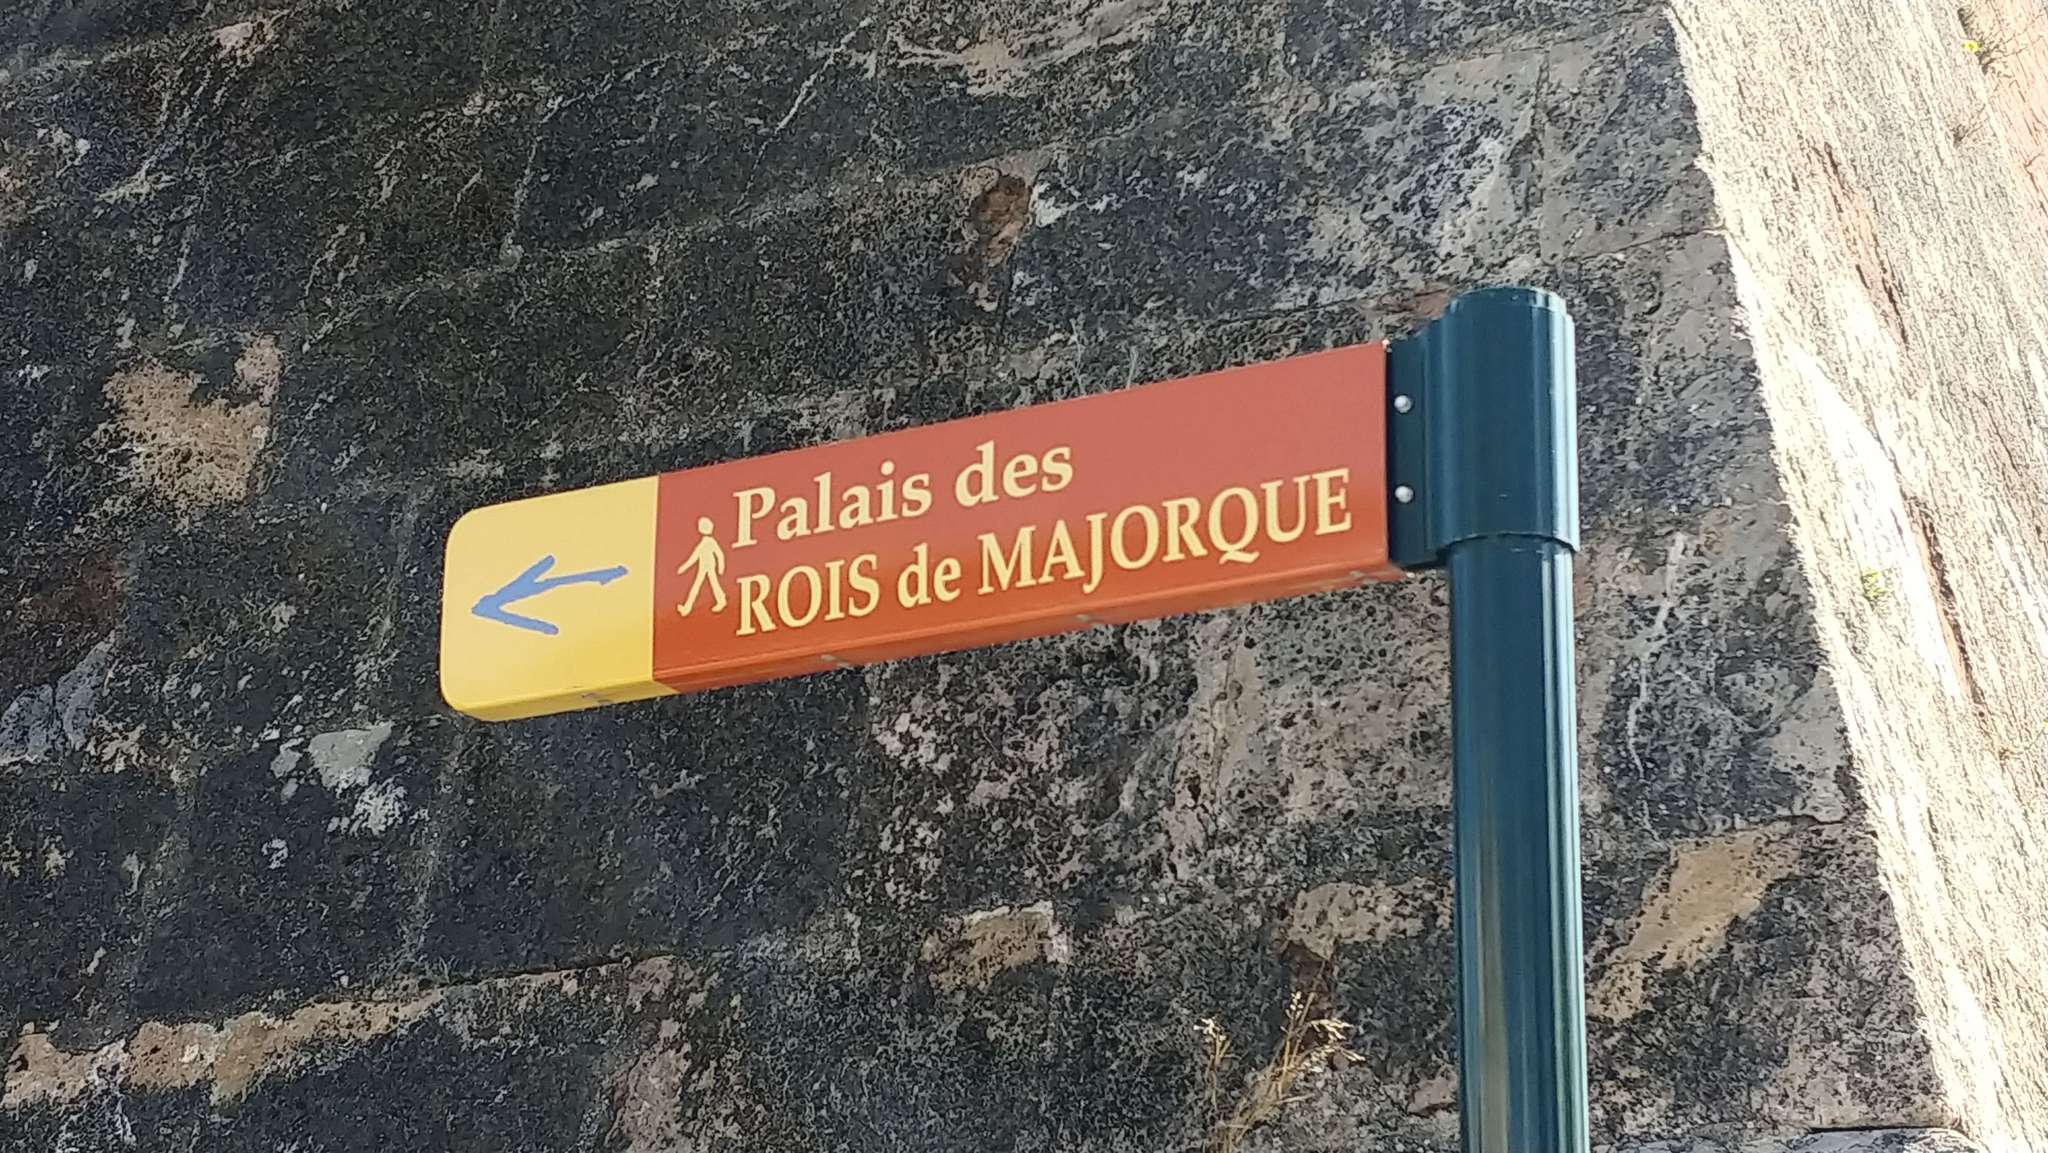 Palais des
ROIS de MAJORQUE